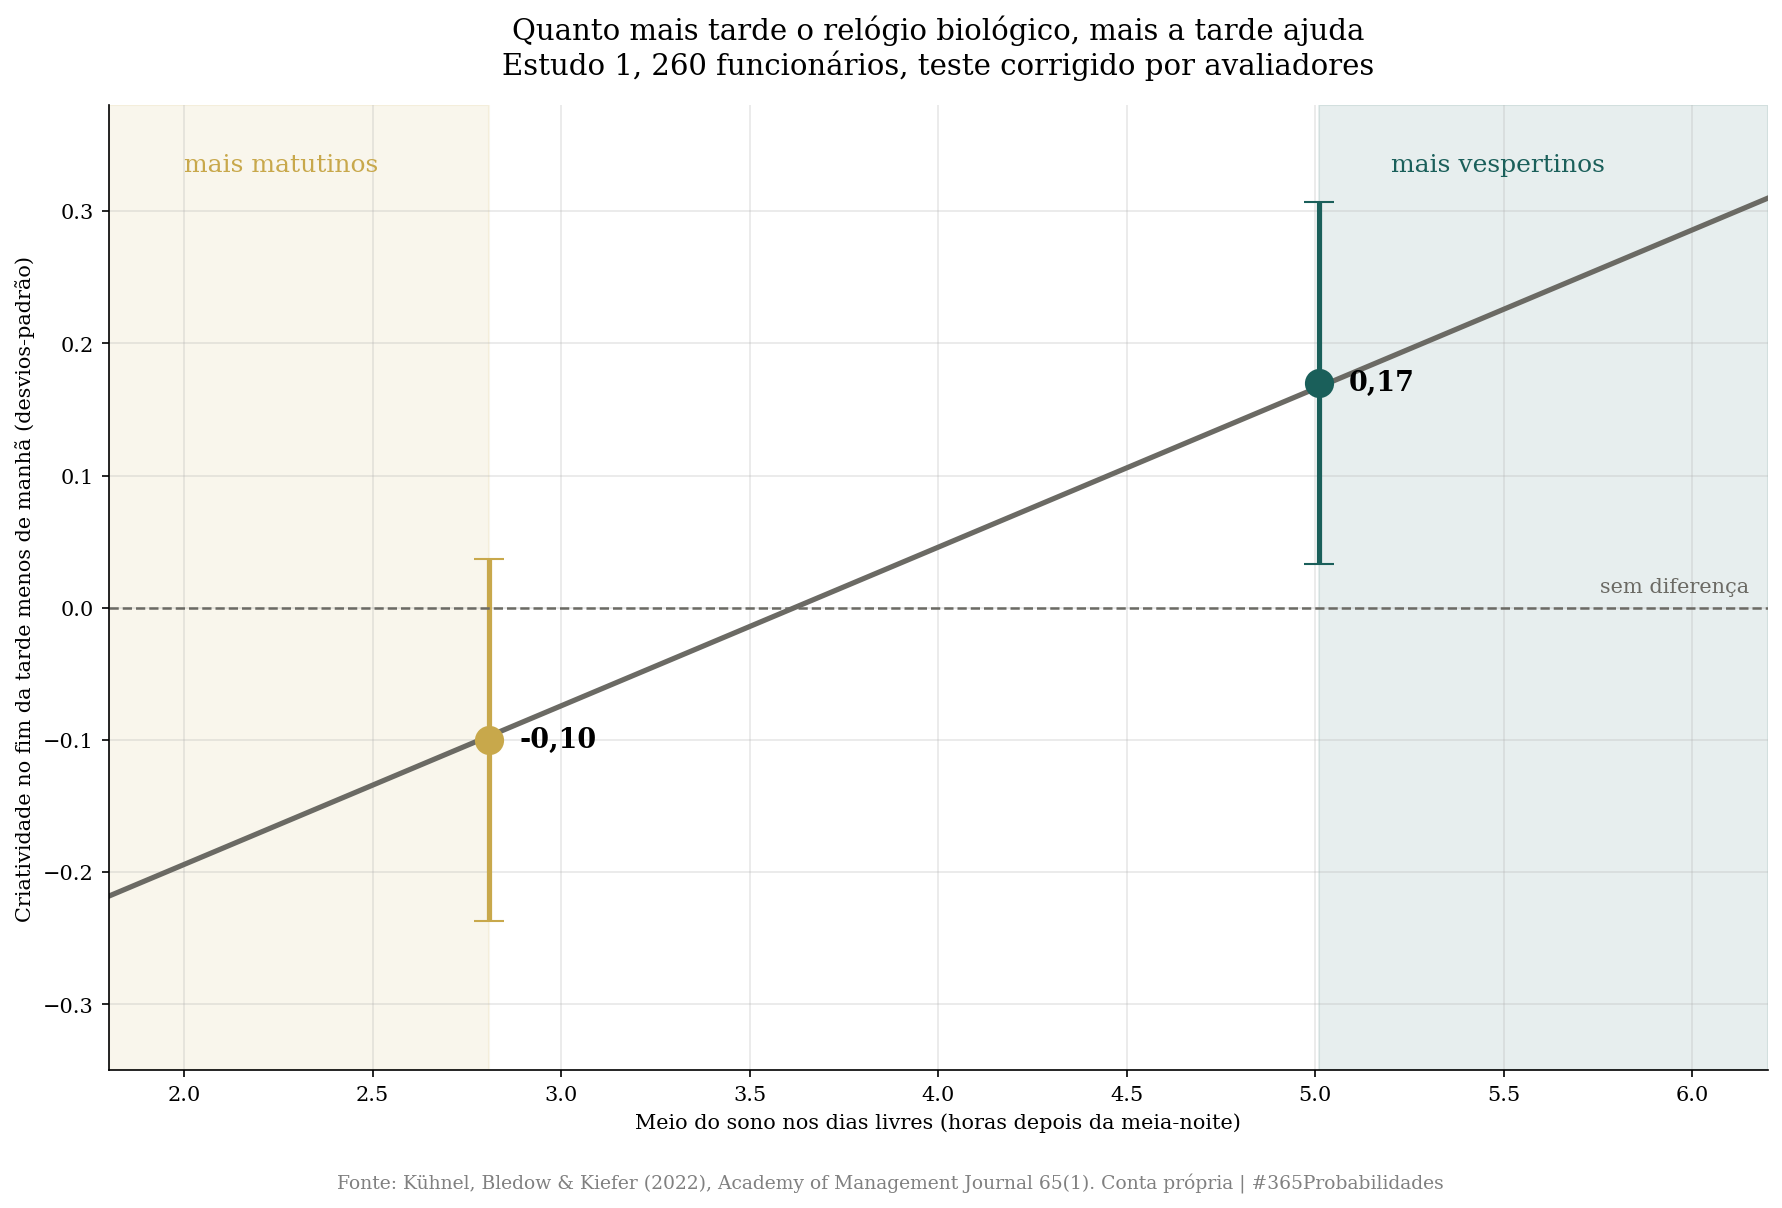 Quanto mais tarde o relógio biológico, mais a tarde ajuda
Estudo 1, 260 funcionários, teste corrigido por avaliadores
mais matutinos
mais vespertinos
0,17
-0,10
sem diferença
Criatividade no fim da tarde menos de manhã (desvios-padrão)
0.3
0.2
0.1
0.0
−0.1
−0.2
−0.3
2.0 2.5 3.0 3.5 4.0 4.5 5.0 5.5 6.0
Meio do sono nos dias livres (horas depois da meia-noite)
Fonte: Kühnel, Bledow & Kiefer (2022), Academy of Management Journal 65(1). Conta própria | #365Probabilidades